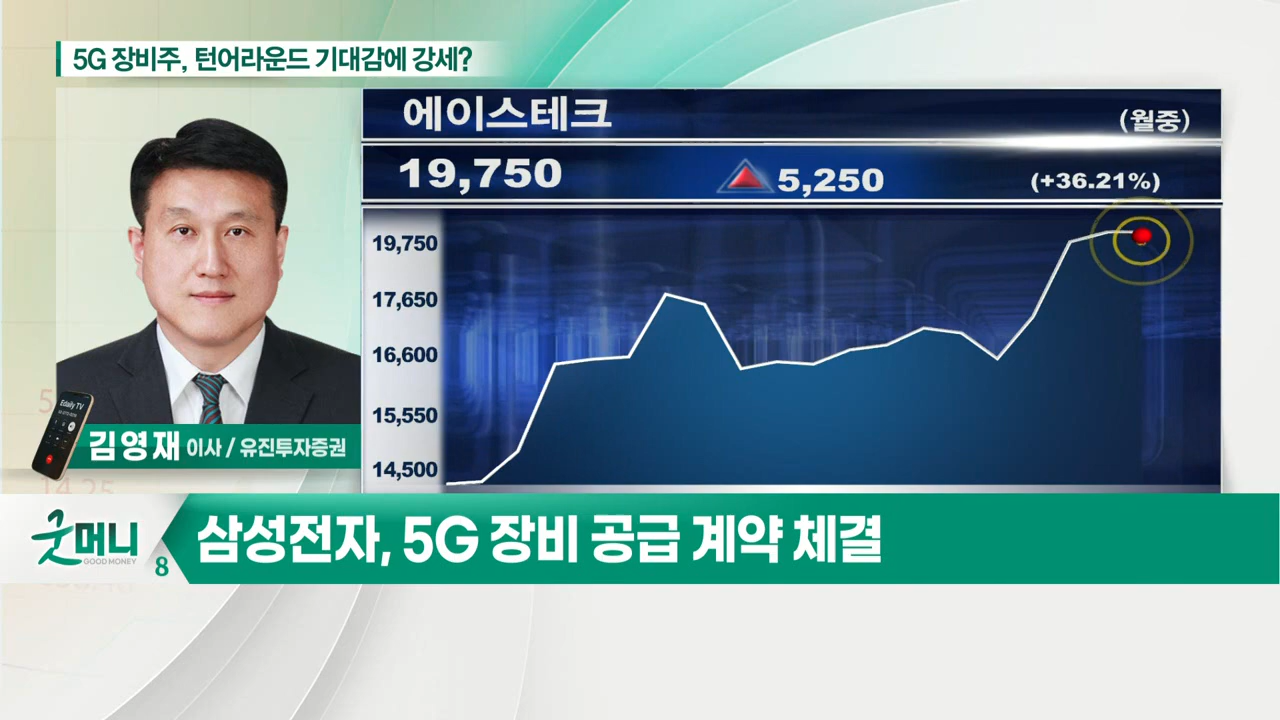 5G 장비주, 턴어라운드 기대감에 강세?
에이스테크
(월중)
19,750
5,250
(+36.21%)
19,750
17,650
16,600
15,550
14,500
Edaily TV
김영재 이사 / 유진투자증권
14.25
굿머니
GOOD MONEY
8
삼성전자, 5G 장비 공급 계약 체결